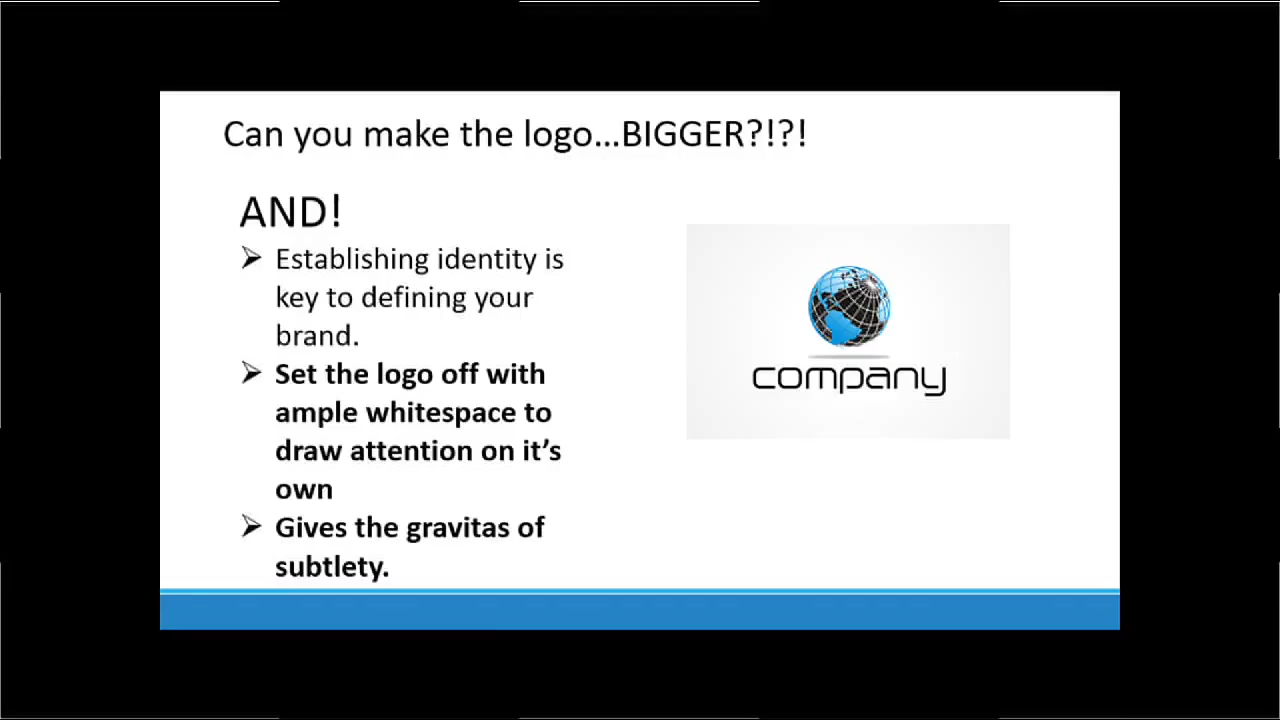 Can you make the logo...BIGGER?!?!
AND!
Establishing identity is
key to defining your
brand.
Set the logo off with
ample whitespace to
draw attention on it’s
own
Gives the gravitas of
subtlety.
company